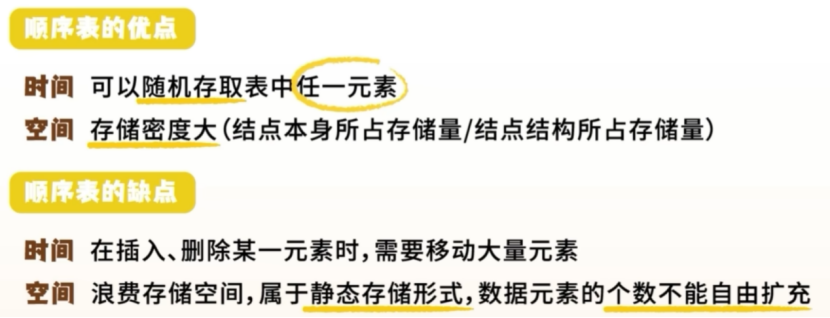 顺序表的优点
时间 可以随机存取表中任一元素
空间 存储密度大(结点本身所占存储量/结点结构所占存储量)
顺序表的缺点
时间 在插入、删除某一元素时,需要移动大量元素
空间 浪费存储空间,属于静态存储形式,数据元素的个数不能自由扩充